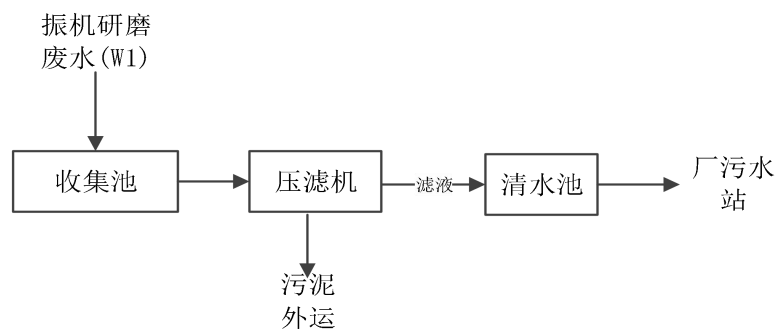 振机研磨
废水(W1)
收集池
压滤机
滤液
清水池
厂污水
站
污泥
外运